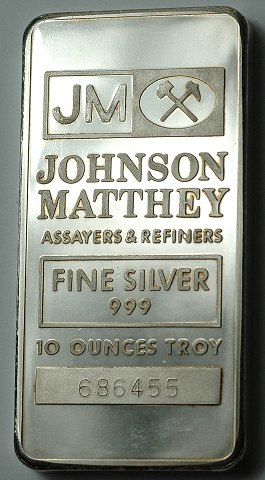 JM
JOHNSON
MATTHEY
ASSAYERS & REFINERS
FINE SILVER
999
10 OUNCES TROY
686455